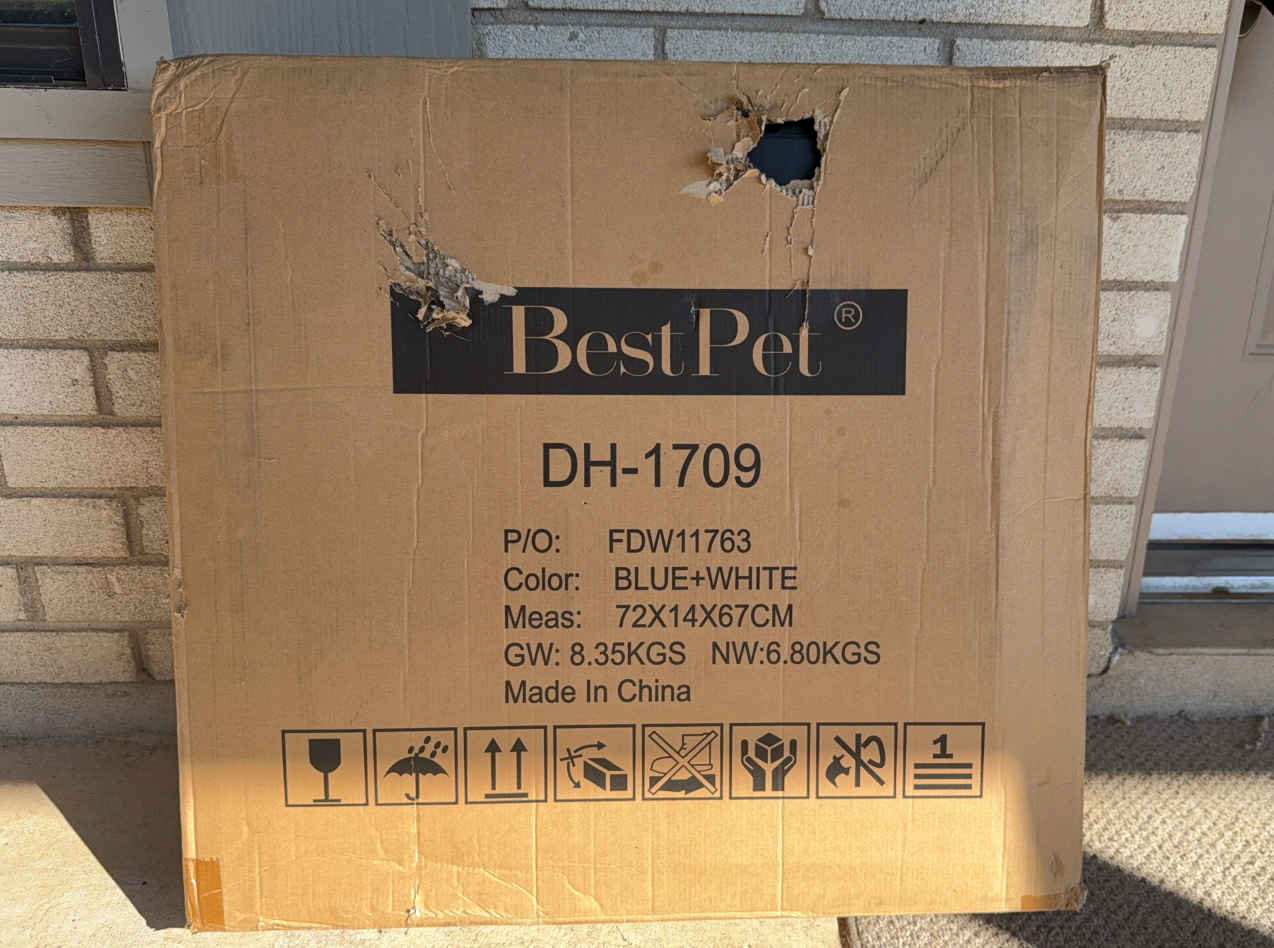 BestPet ®
DH-1709
P/O: FDW11763
Color: BLUE+WHITE
Meas: 72X14X67CM
GW: 8.35KGS NW:6.80KGS
Made In China
1